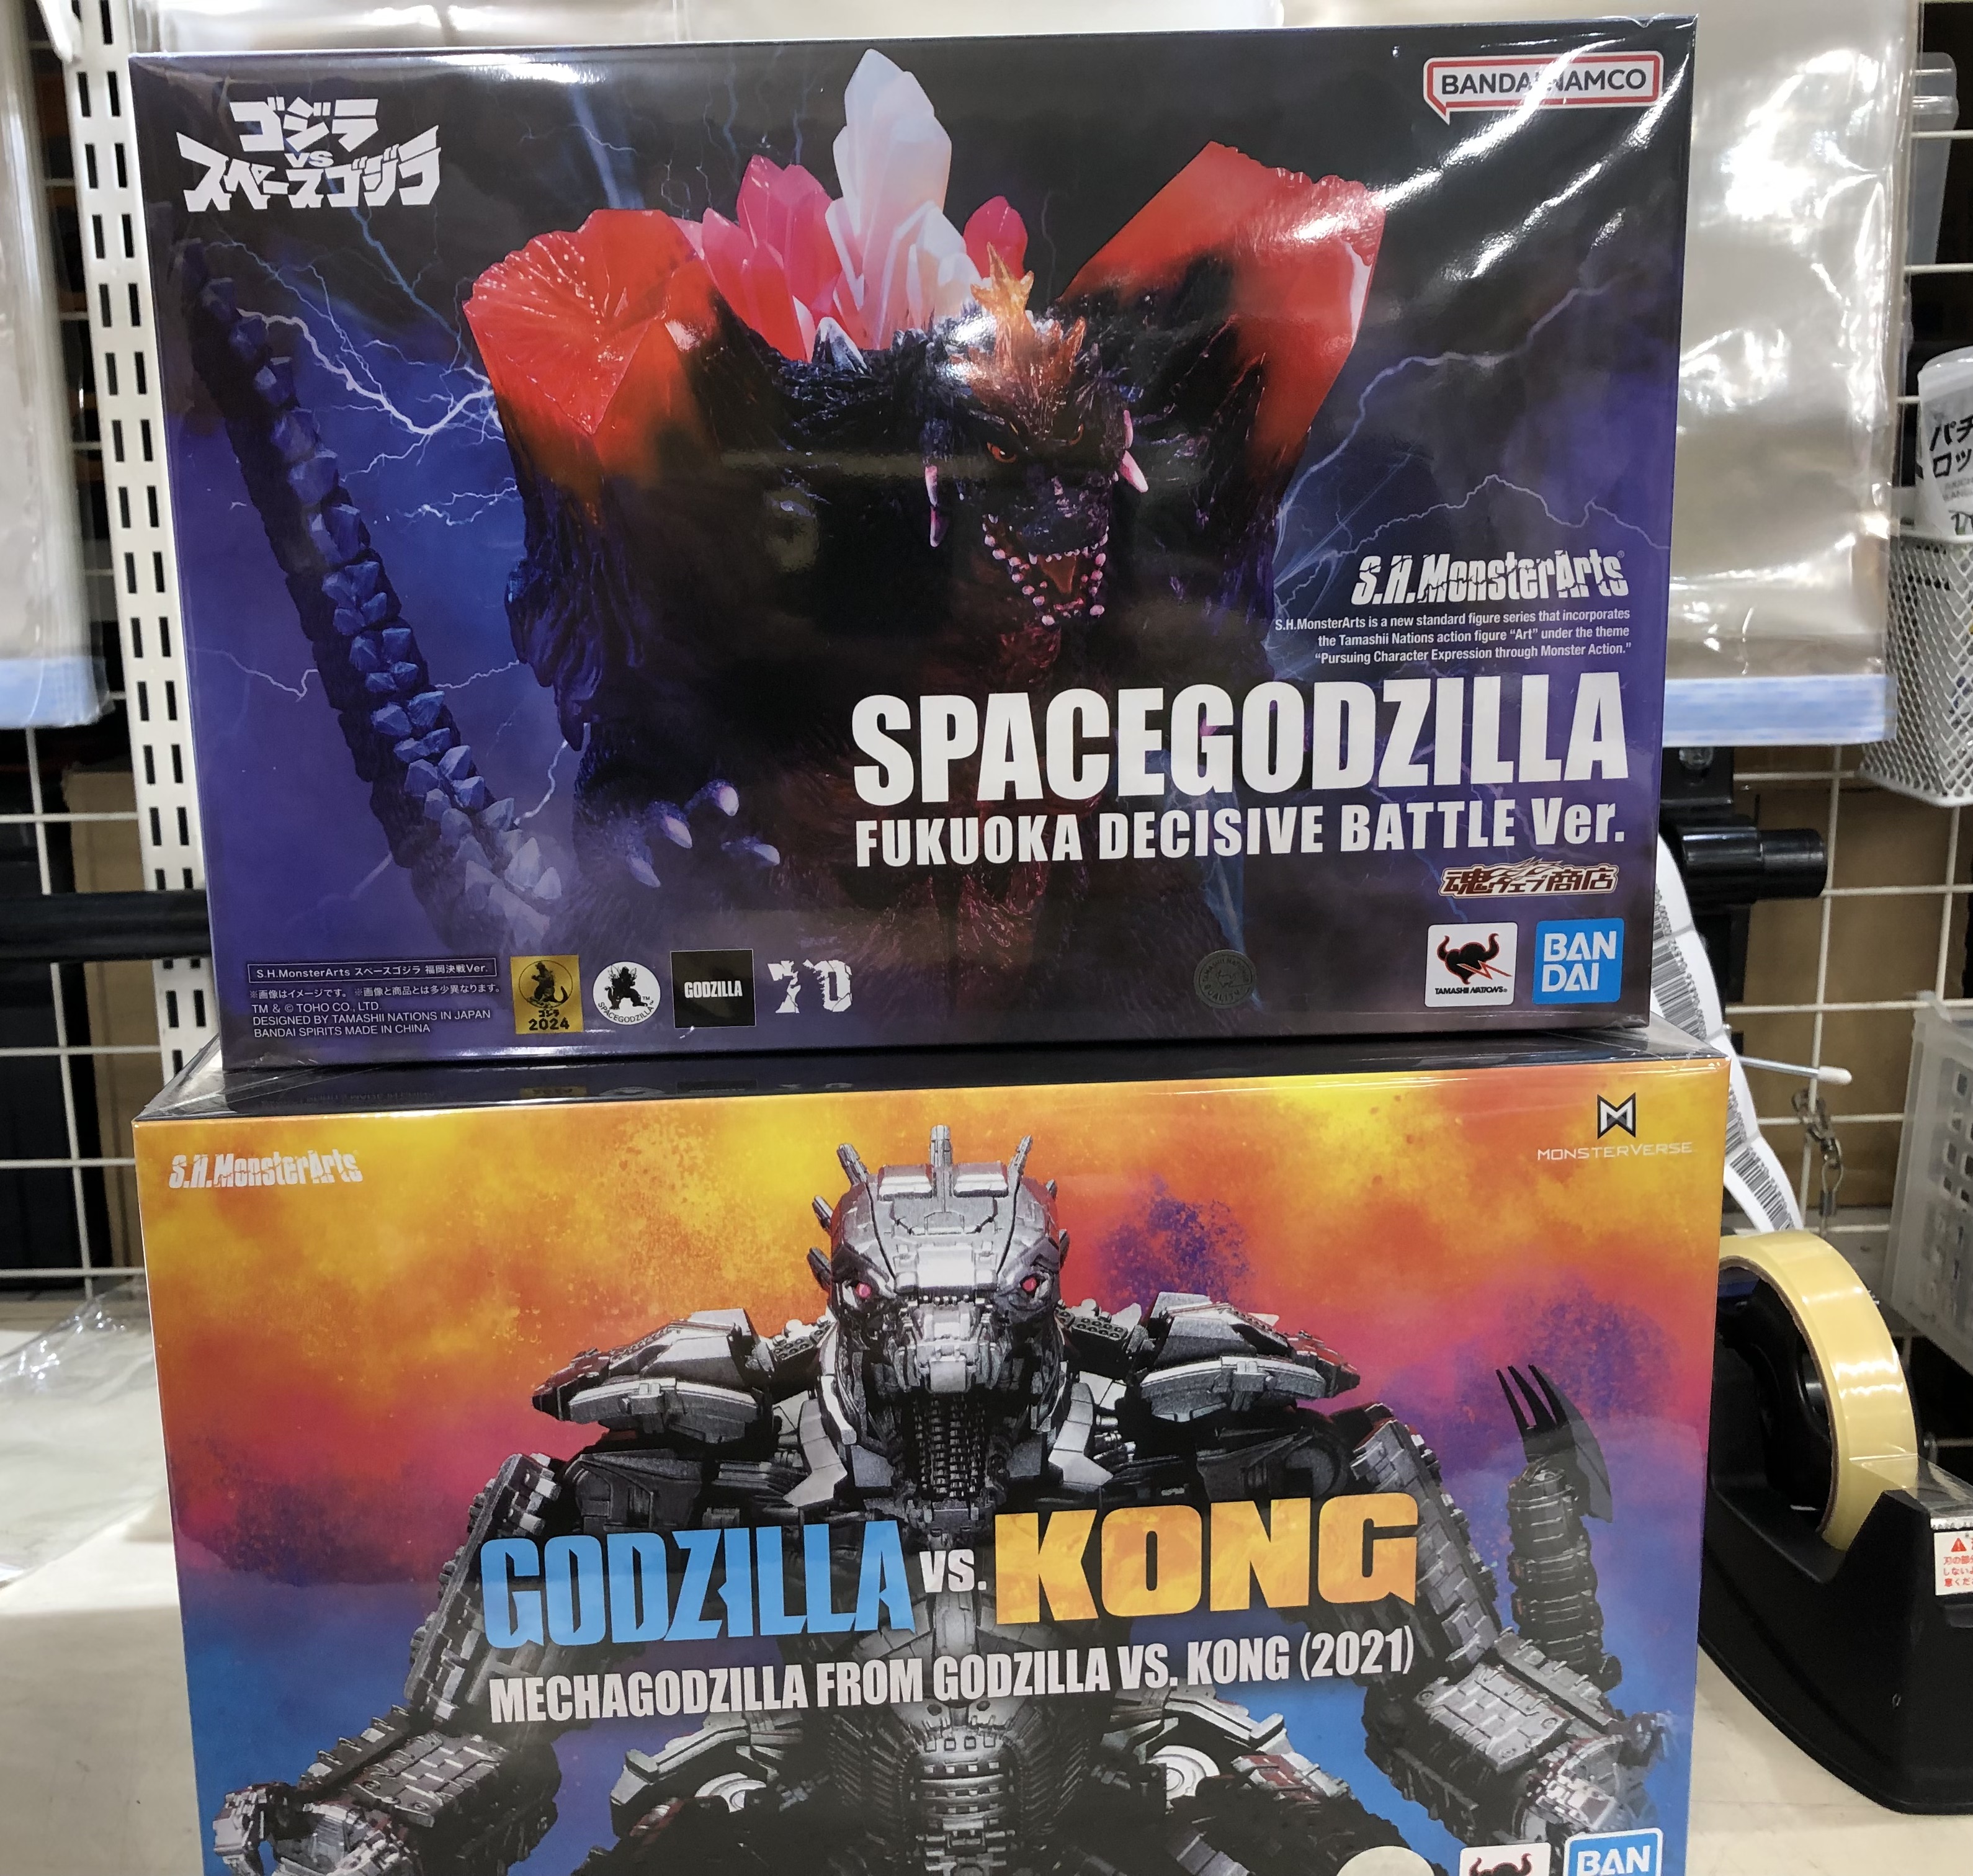 ゴジラ
VS
スペースゴジラ
BANDAI NAMCO
S.H.MonsterArts
S.H.MonsterArts is a new standard figure series that incorporates
the Tamashii Nations action figure "Art" under the theme
"Pursuing Character Expression through Monster Action."
SPACEGODZILLA
FUKUOKA DECISIVE BATTLE Ver.
魂ウェブ商店
S.H.MonsterArts スペースゴジラ 福岡決戦Ver.
※画像はイメージです。 ※画像と商品とは多少異なります。
TM & © TOHO CO., LTD.
DESIGNED BY TAMASHII NATIONS IN JAPAN
BANDAI SPIRITS MADE IN CHINA
ゴジラ
2024
SPACEGODZILLA
TM
GODZILLA
70
TAMASHII NATIONS
BAN
DAI
S.H.MonsterArts
MONSTERVERSE
GODZILLA VS. KONG
MECHAGODZILLA FROM GODZILLA VS. KONG (2021)
BAN